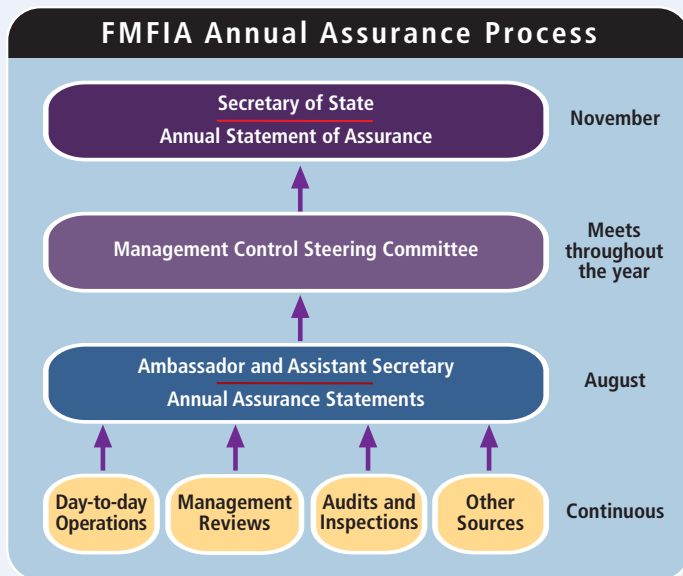 FMFIA Annual Assurance Process
Secretary of State
Annual Statement of Assurance
November
Management Control Steering Committee
Meets
throughout
the year
Ambassador and Assistant Secretary
Annual Assurance Statements
August
Day-to-day
Operations
Management
Reviews
Audits and
Inspections
Other
Sources
Continuous